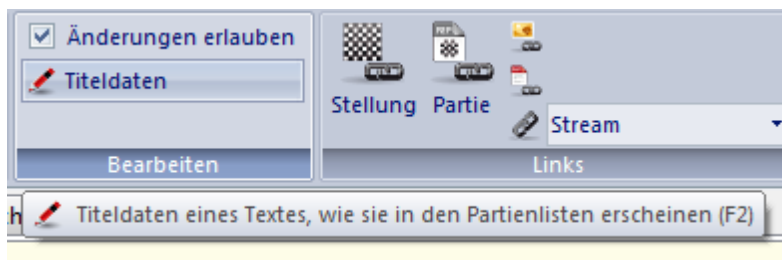 Änderungen erlauben
Titeldaten
Bearbeiten
Stellung
Partie
Stream
Links
h
Titeldaten eines Textes, wie sie in den Partienlisten erscheinen (F2)